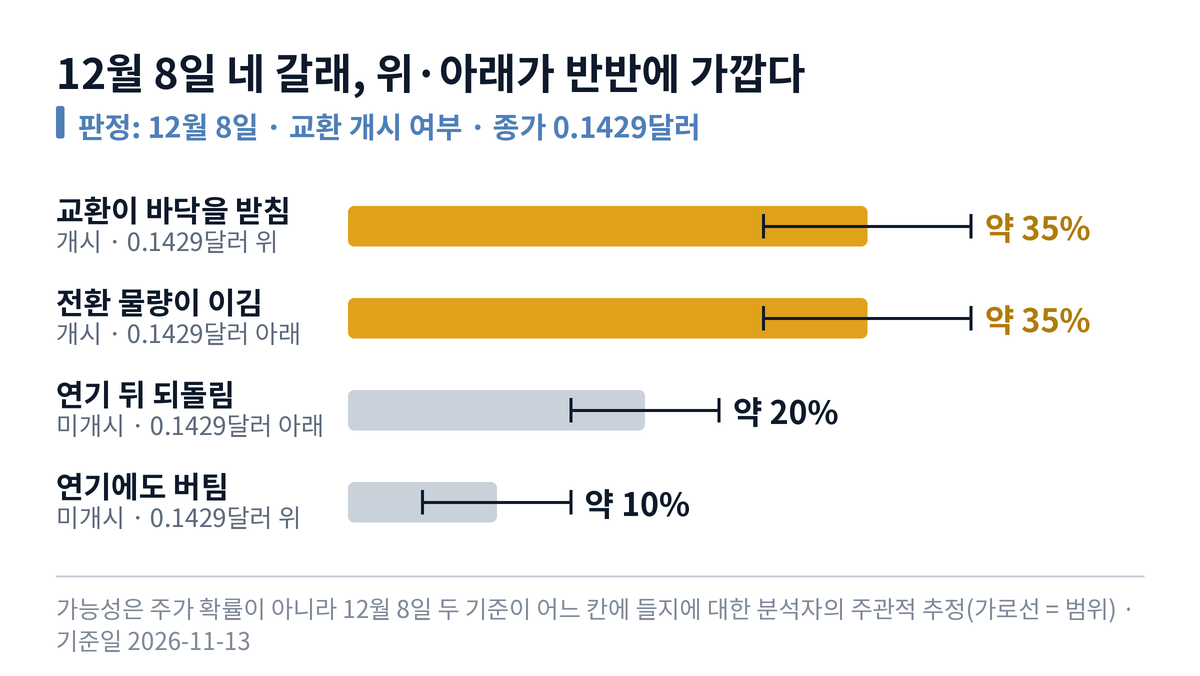 12월 8일 네 갈래, 위·아래가 반반에 가깝다
판정: 12월 8일 · 교환 개시 여부 · 종가 0.1429달러
교환이 바닥을 받침
개시 · 0.1429달러 위
약 35%
전환 물량이 이김
개시 · 0.1429달러 아래
약 35%
연기 뒤 되돌림
미개시 · 0.1429달러 아래
약 20%
연기에도 버팀
미개시 · 0.1429달러 위
약 10%
가능성은 주가 확률이 아니라 12월 8일 두 기준이 어느 칸에 들지에 대한 분석자의 주관적 추정(가로선 = 범위) ·
기준일 2026-11-13